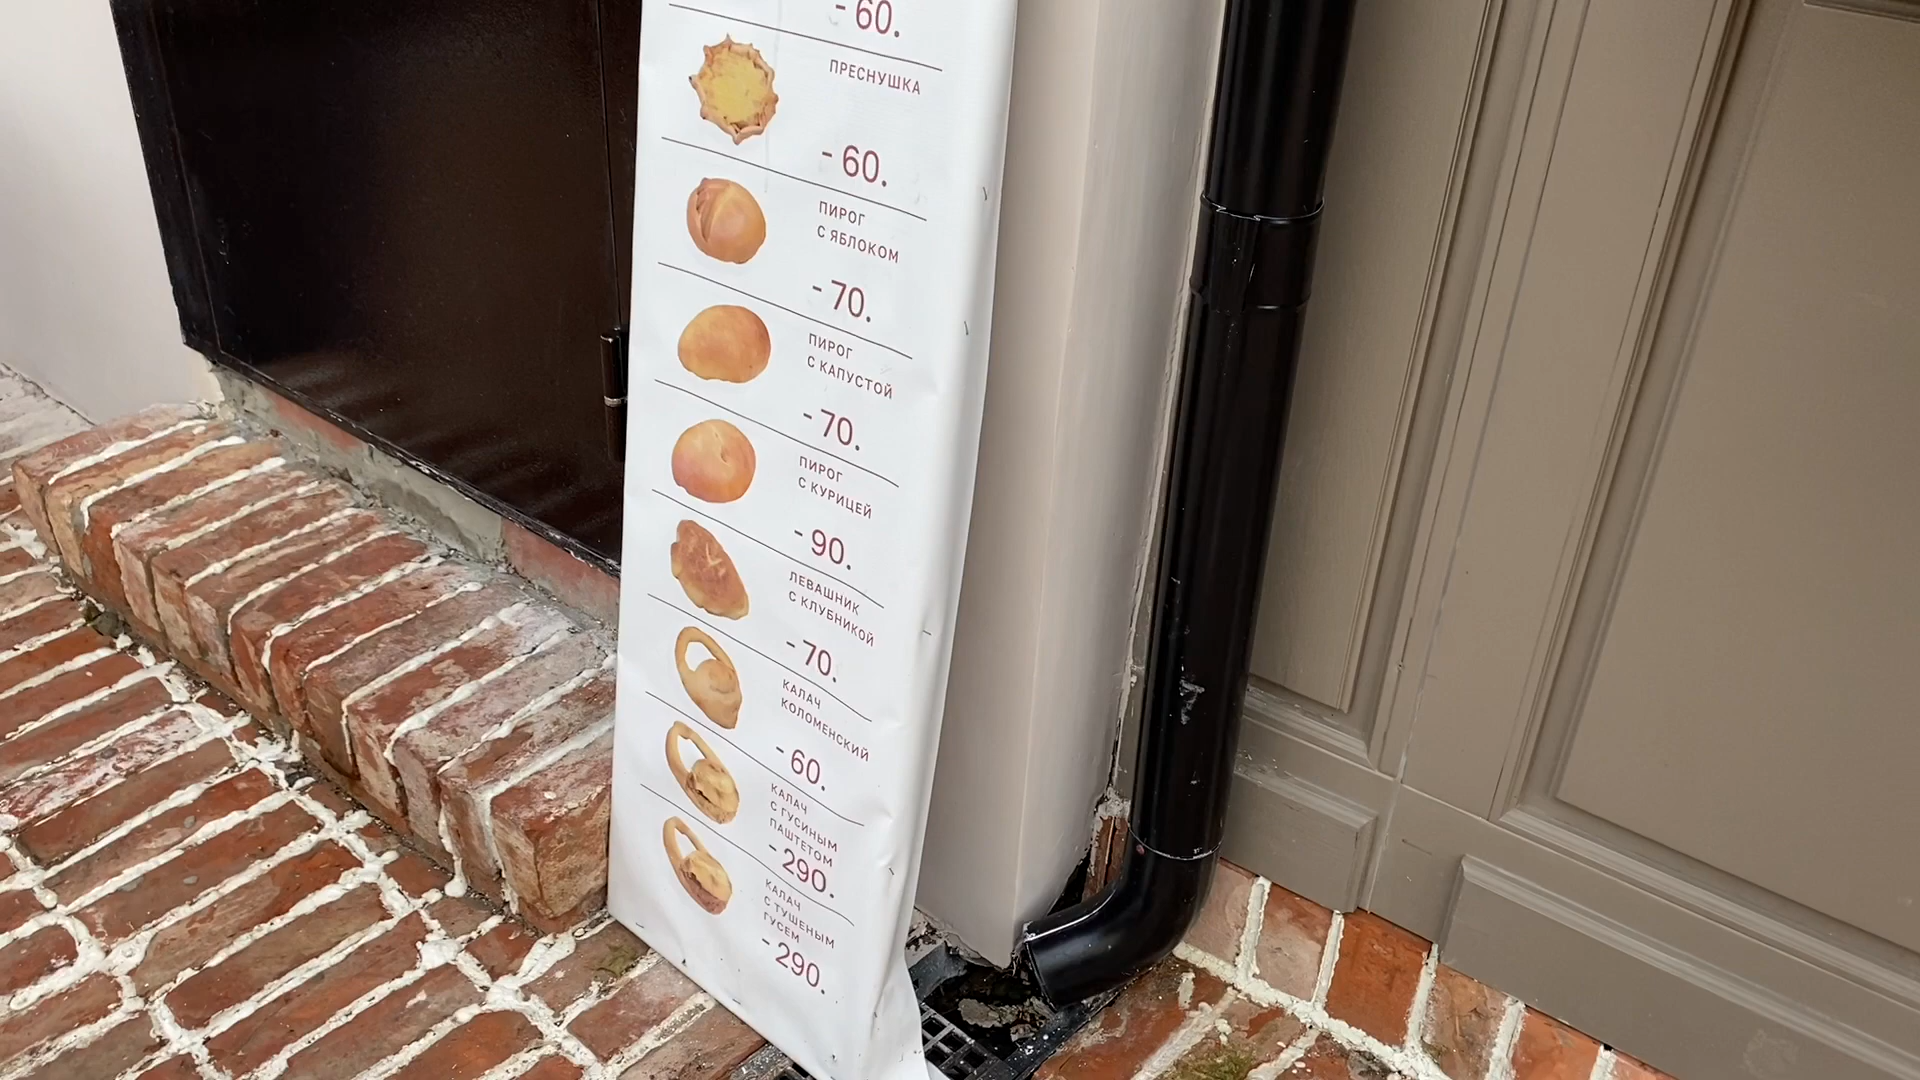 - 60.
ПРЕСНУШКА
- 60.
ПИРОГ
С ЯБЛОКОМ
- 70.
ПИРОГ
С КАПУСТОЙ
- 70.
ПИРОГ
С КУРИЦЕЙ
- 90.
ЛЕВАШНИК
С КЛУБНИКОЙ
- 70.
КАЛАЧ
КОЛОМЕНСКИЙ
- 60.
КАЛАЧ
С ГУСИНЫМ
ПАШТЕТОМ
- 290.
КАЛАЧ
С ТУШЕНЫМ
ГУСЕМ
- 290.